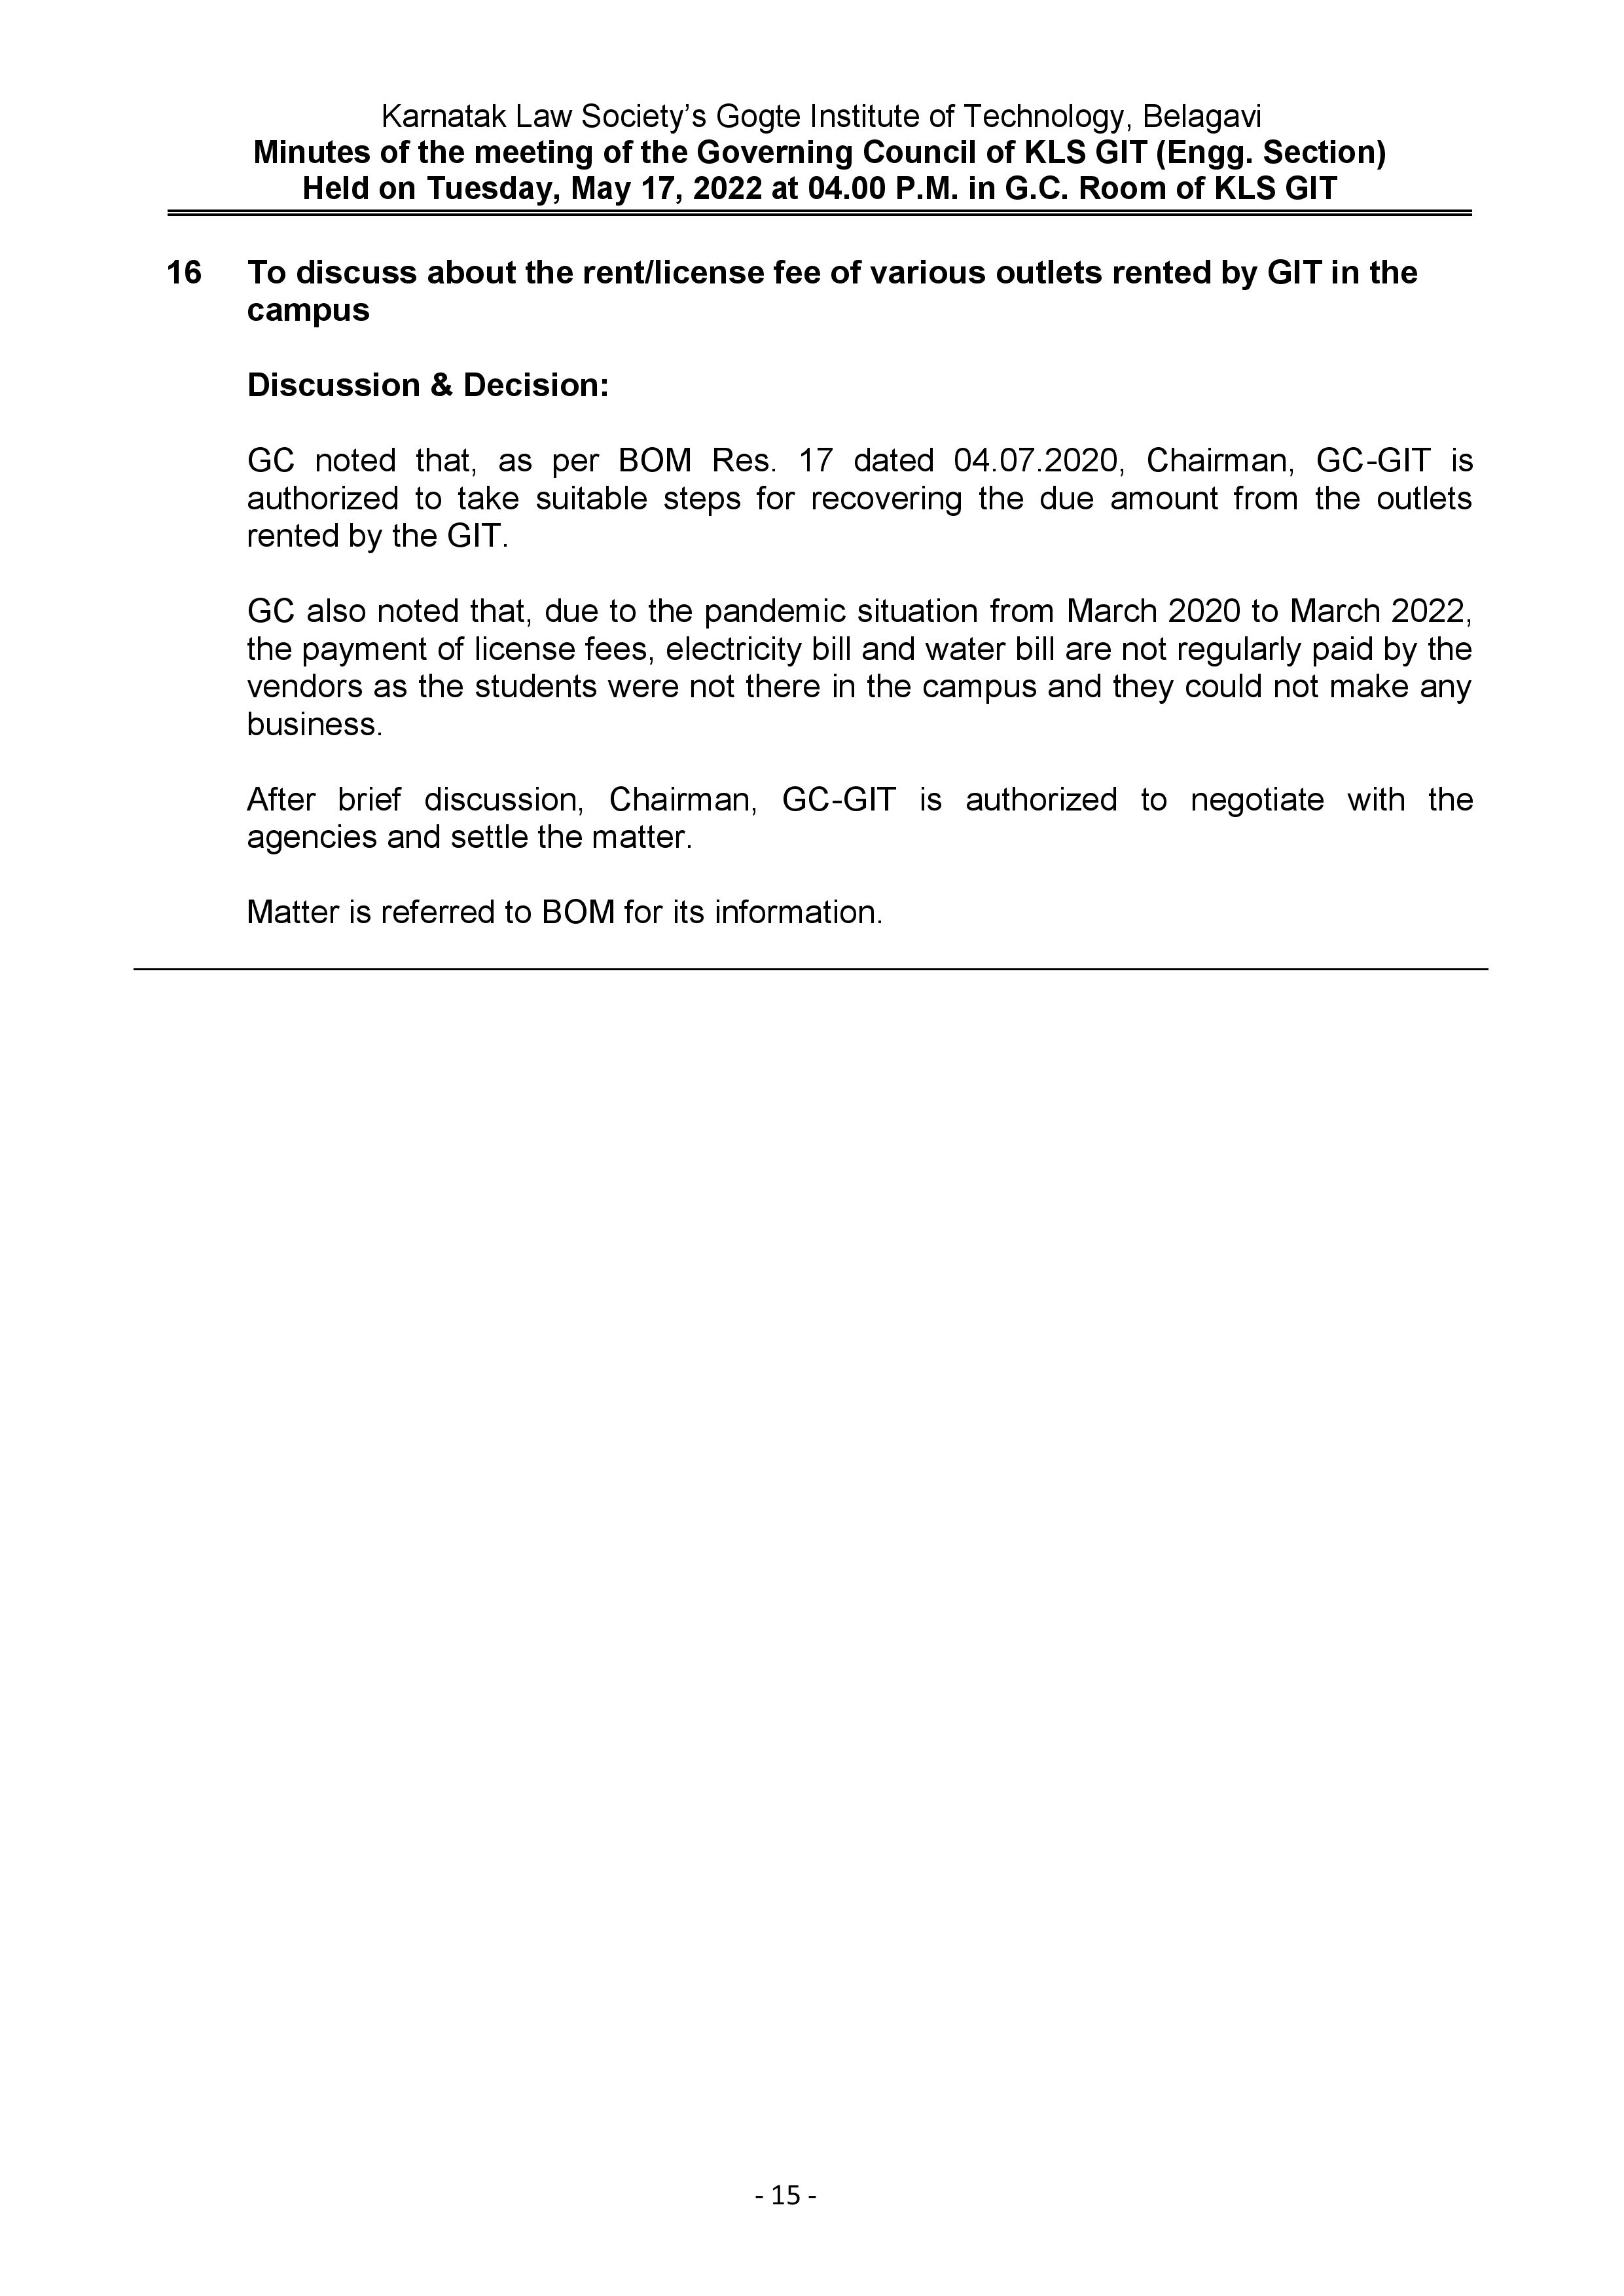 Karnatak Law Society’s Gogte Institute of Technology, Belagavi
Minutes of the meeting of the Governing Council of KLS GIT (Engg. Section)
Held on Tuesday, May 17, 2022 at 04.00 P.M. in G.C. Room of KLS GIT
16 To discuss about the rent/license fee of various outlets rented by GIT in the
campus
Discussion & Decision:
GC noted that, as per BOM Res. 17 dated 04.07.2020, Chairman, GC-GIT is
authorized to take suitable steps for recovering the due amount from the outlets
rented by the GIT.
GC also noted that, due to the pandemic situation from March 2020 to March 2022,
the payment of license fees, electricity bill and water bill are not regularly paid by the
vendors as the students were not there in the campus and they could not make any
business.
After brief discussion, Chairman, GC-GIT is authorized to negotiate with the
agencies and settle the matter.
Matter is referred to BOM for its information.
- 15 -